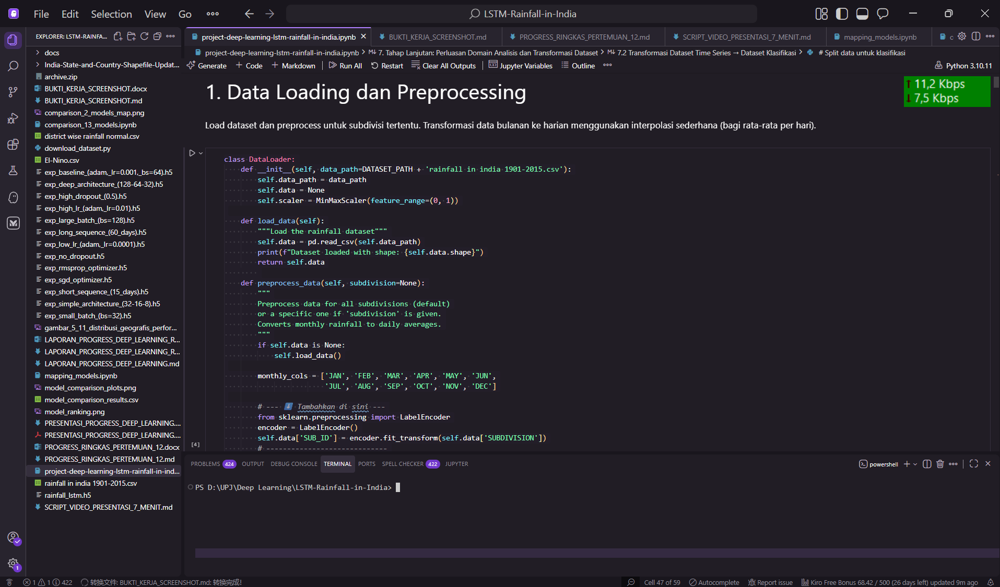 File Edit Selection View Go
LSTM-Rainfall-in-India
EXPLORER: LSTM-RAINFA...
docs
India-State-and-Country-Shapefile-Updat...
archive.zip
BUKTI_KERJA_SCREENSHOT.docx
BUKTI_KERJA_SCREENSHOT.md
comparison_2_models_map.png
comparison_13_models.ipynb
district wise rainfall normal.csv
download_dataset.py
El-Nino.csv
exp_baseline_(adam,_lr=0.001,_bs=64).h5
exp_deep_architecture_(128-64-32).h5
exp_high_dropout_(0.5).h5
exp_high_lr_(adam,_lr=0.01).h5
exp_large_batch_(bs=128).h5
exp_long_sequence_(60_days).h5
exp_low_lr_(adam,_lr=0.0001).h5
exp_no_dropout.h5
exp_rmsprop_optimizer.h5
exp_sgd_optimizer.h5
exp_short_sequence_(15_days).h5
exp_simple_architecture_(32-16-8).h5
exp_small_batch_(bs=32).h5
gambar_5_11_distribusi_geografis_perfor...
LAPORAN_PROGRESS_DEEP_LEARNING_R...
LAPORAN_PROGRESS_DEEP_LEARNING_R...
LAPORAN_PROGRESS_DEEP_LEARNING.md
mapping_models.ipynb
model_comparison_plots.png
model_comparison_results.csv
model_ranking.png
PRESENTASI_PROGRESS_DEEP_LEARNING....
PRESENTASI_PROGRESS_DEEP_LEARNING....
PROGRESS_RINGKAS_PERTEMUAN_12.docx
PROGRESS_RINGKAS_PERTEMUAN_12.md
project-deep-learning-lstm-rainfall-in-ind...
rainfall in india 1901-2015.csv
rainfall_lstm.h5
SCRIPT_VIDEO_PRESENTASI_7_MENIT.md
project-deep-learning-lstm-rainfall-in-india.ipynb BUKTI_KERJA_SCREENSHOT.md PROGRESS_RINGKAS_PERTEMUAN_12.md SCRIPT_VIDEO_PRESENTASI_7_MENIT.md mapping_models.ipynb c
project-deep-learning-lstm-rainfall-in-india.ipynb > M↓ 7. Tahap Lanjutan: Perluasan Domain Analisis dan Transformasi Dataset > M↓ 7.2 Transformasi Dataset Time Series → Dataset Klasifikasi > # Split data untuk klasifikasi
Generate + Code + Markdown | Run All Restart Clear All Outputs | Jupyter Variables Outline Python 3.10.11
1. Data Loading dan Preprocessing
↑ 11,2 Kbps
↓ 7,5 Kbps
Load dataset dan preprocess untuk subdivisi tertentu. Transformasi data bulanan ke harian menggunakan interpolasi sederhana (bagi rata-rata per hari).
class DataLoader:
def __init__(self, data_path=DATASET_PATH + 'rainfall in india 1901-2015.csv'):
self.data_path = data_path
self.data = None
self.scaler = MinMaxScaler(feature_range=(0, 1))
def load_data(self):
"""Load the rainfall dataset"""
self.data = pd.read_csv(self.data_path)
print(f"Dataset loaded with shape: {self.data.shape}")
return self.data
def preprocess_data(self, subdivision=None):
"""
Preprocess data for all subdivisions (default)
or a specific one if 'subdivision' is given.
Converts monthly rainfall to daily averages.
"""
if self.data is None:
self.load_data()
monthly_cols = ['JAN', 'FEB', 'MAR', 'APR', 'MAY', 'JUN',
'JUL', 'AUG', 'SEP', 'OCT', 'NOV', 'DEC']
# --- ⬇️ Tambahkan di sini ---
from sklearn.preprocessing import LabelEncoder
encoder = LabelEncoder()
self.data['SUB_ID'] = encoder.fit_transform(self.data['SUBDIVISION'])
# -----------------------------
[4]
PROBLEMS 424 OUTPUT DEBUG CONSOLE TERMINAL PORTS SPELL CHECKER 422 JUPYTER powershell
PS D:\UPJ\Deep Learning\LSTM-Rainfall-in-India>
1
1 1 422 转换文件: BUKTI_KERJA_SCREENSHOT.md: 转换完成! Cell 47 of 59 Autocomplete Report issue Kiro Free Bonus 68.42 / 500 (26 days left) updated 9m ago